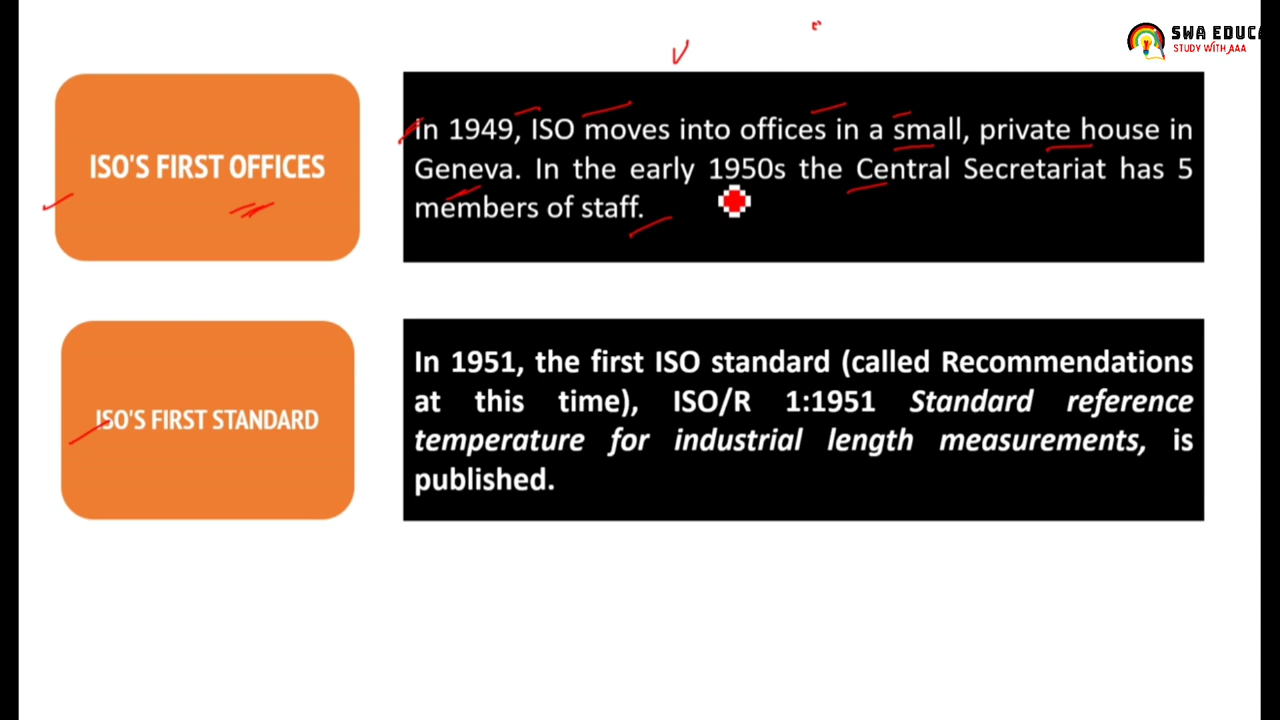 SWA EDUCA
STUDY WITH AAA
ISO'S FIRST OFFICES
In 1949, ISO moves into offices in a small, private house in
Geneva. In the early 1950s the Central Secretariat has 5
members of staff.
ISO'S FIRST STANDARD
In 1951, the first ISO standard (called Recommendations
at this time), ISO/R 1:1951 Standard reference
temperature for industrial length measurements, is
published.